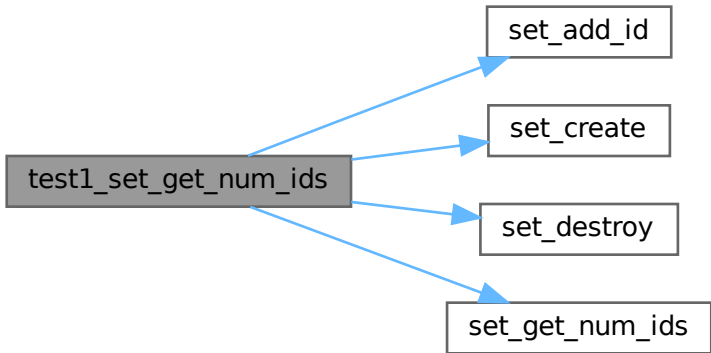 set_add_id
set_create
test1_set_get_num_ids
set_destroy
set_get_num_ids